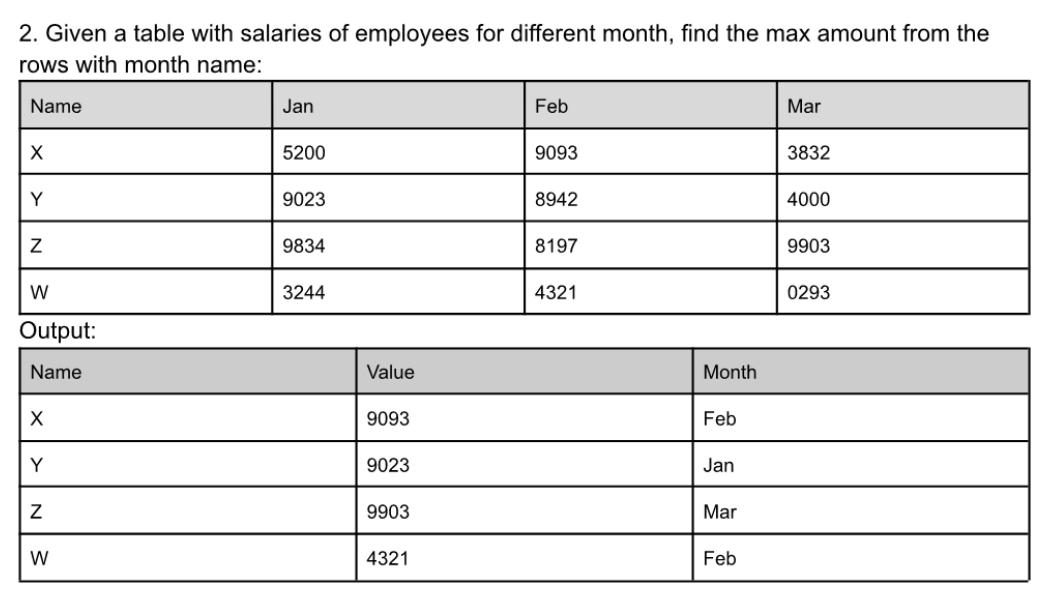 2. Given a table with salaries of employees for different month, find the max amount from the
rows with month name:
Name Jan Feb Mar
X 5200 9093 3832
Y 9023 8942 4000
Z 9834 8197 9903
W 3244 4321 0293
Output:
Name Value Month
X 9093 Feb
Y 9023 Jan
Z 9903 Mar
W 4321 Feb